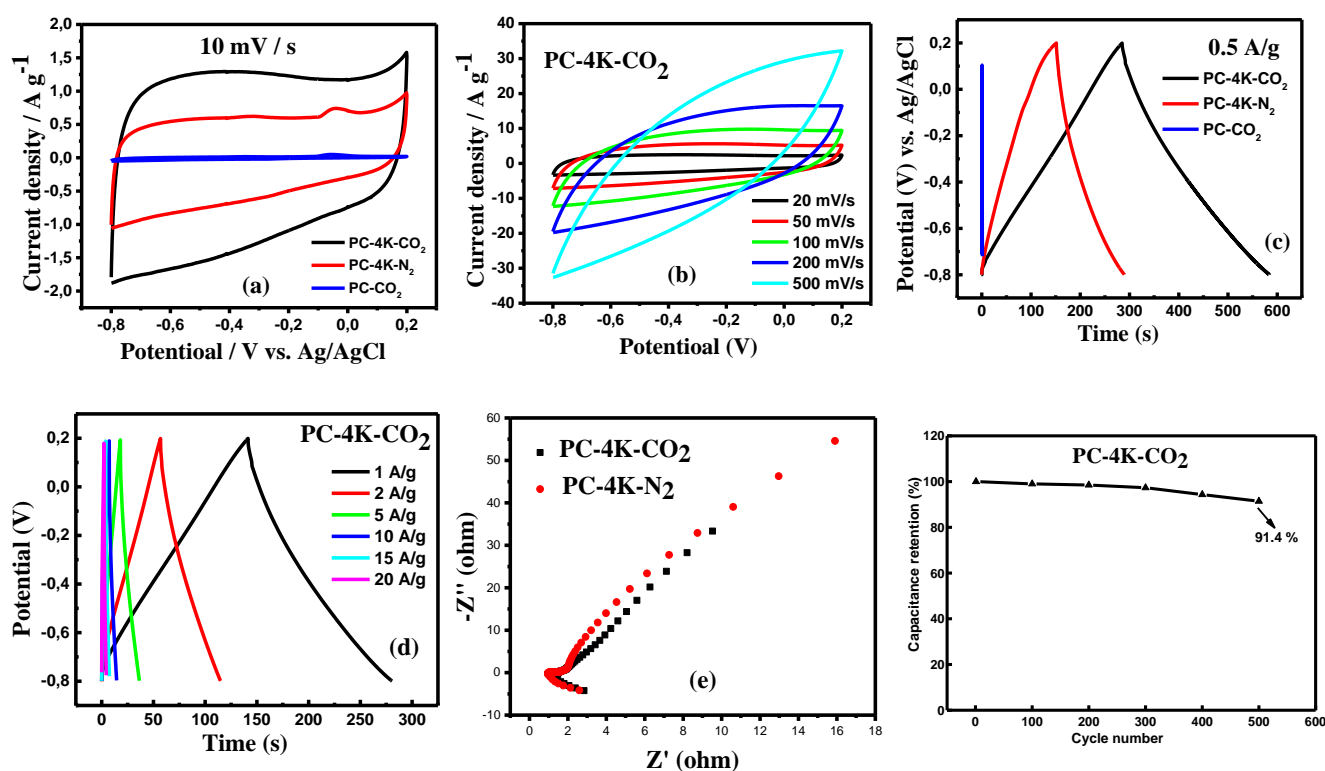 10 mV / s
Current density / A g⁻¹
2,0
1,5
1,0
0,5
0,0
-0,5
-1,0
-1,5
-2,0
PC-4K-CO₂
PC-4K-N₂
PC-CO₂
(a)
-0,8 -0,6 -0,4 -0,2 0,0 0,2
Potentioal / V vs. Ag/AgCl
PC-4K-CO₂
Current density / A g⁻¹
40
30
20
10
0
-10
-20
-30
-40
20 mV/s
50 mV/s
100 mV/s
200 mV/s
500 mV/s
(b)
-0,8 -0,6 -0,4 -0,2 0,0 0,2
Potentioal (V)
0.5 A/g
Potential (V) vs. Ag/AgCl
0,2
0,0
-0,2
-0,4
-0,6
-0,8
PC-4K-CO₂
PC-4K-N₂
PC-CO₂
(c)
0 100 200 300 400 500 600
Time (s)
PC-4K-CO₂
Potential (V)
0,2
0,0
-0,2
-0,4
-0,6
-0,8
1 A/g
2 A/g
5 A/g
10 A/g
15 A/g
20 A/g
(d)
0 50 100 150 200 250 300
Time (s)
-Z'' (ohm)
-60
50
40
30
20
10
0
-10
PC-4K-CO₂
PC-4K-N₂
(e)
0 2 4 6 8 10 12 14 16 18
Z' (ohm)
PC-4K-CO₂
Capacitance retention (%)
120
100
80
60
40
20
0
91.4 %
0 100 200 300 400 500 600
Cycle number